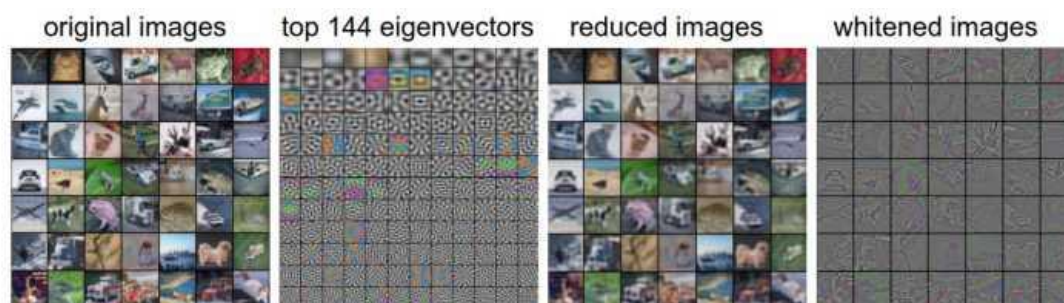 original images
top 144 eigenvectors
reduced images
whitened images